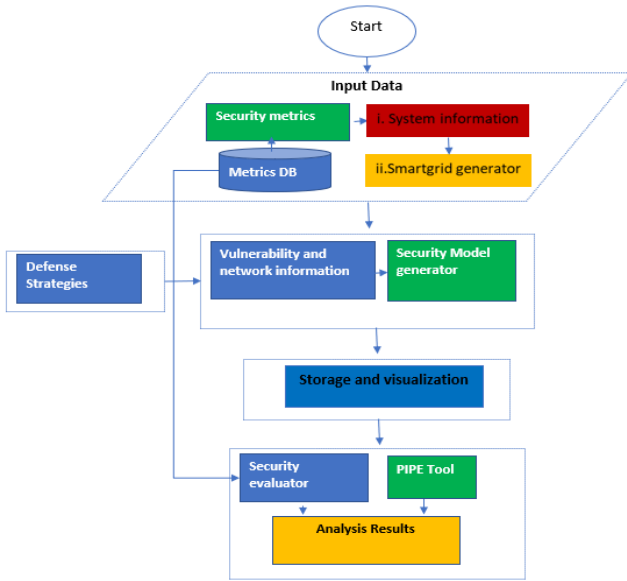 Start
Input Data
Security metrics
i. System information
Metrics DB
ii.Smartgrid generator
Defense
Strategies
Vulnerability and
network information
Security Model
generator
Storage and visualization
Security
evaluator
PIPE Tool
Analysis Results